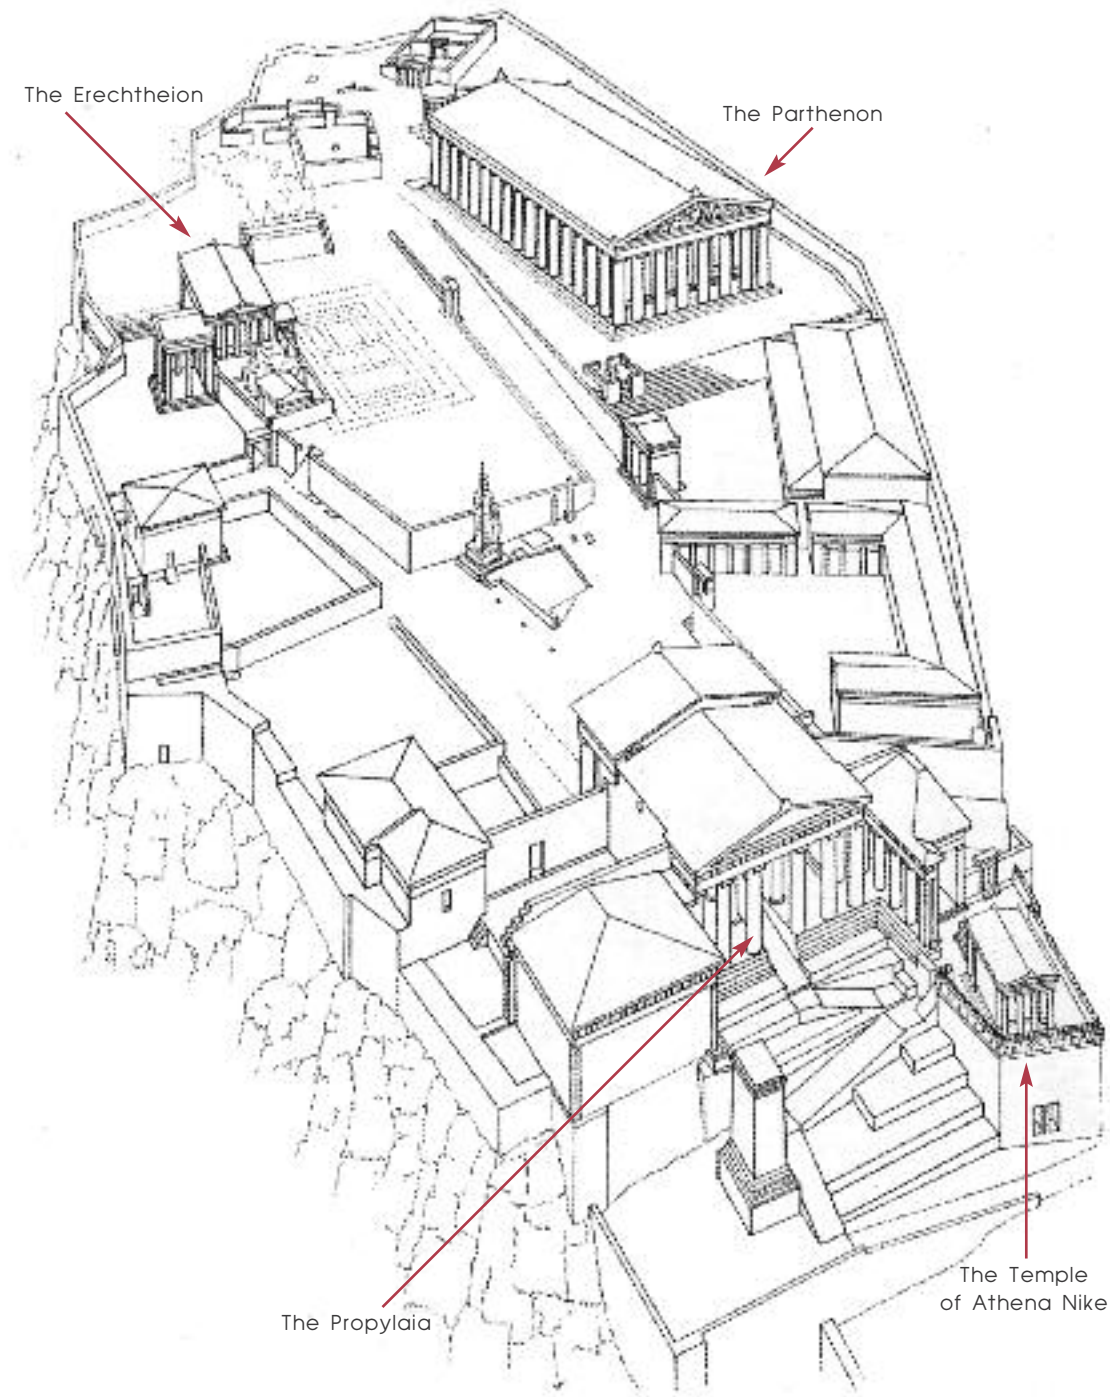 The Erechtheion
The Parthenon
The Propylaia
The Temple
of Athena Nike